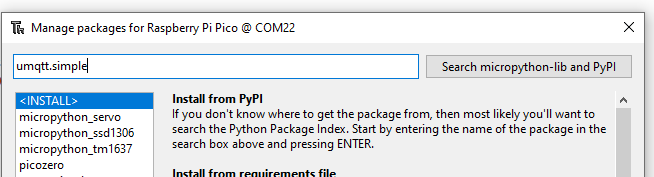 Manage packages for Raspberry Pi Pico @ COM22
umqtt.simple
Search micropython-lib and PyPI
<INSTALL>
micropython_servo
micropython_ssd1306
micropython_tm1637
picozero
Install from PyPI
If you don't know where to get the package from, then most likely you'll want to
search the Python Package Index. Start by entering the name of the package in the
search box above and pressing ENTER.
Install from requirements file